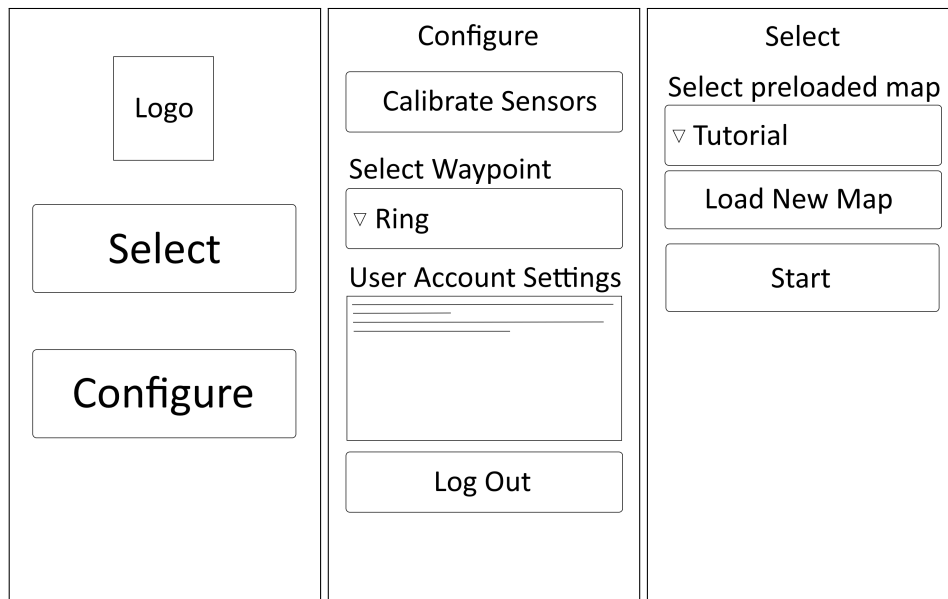 Logo
Select
Configure
Configure
Calibrate Sensors
Select Waypoint
Ring
User Account Settings
Log Out
Select
Select preloaded map
Tutorial
Load New Map
Start